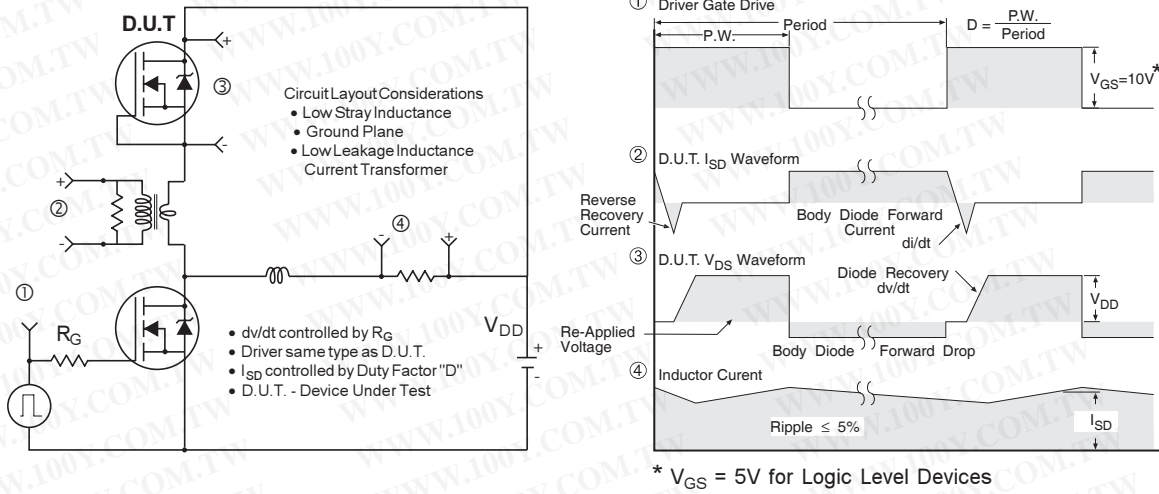 D.U.T
+
③
-
Circuit Layout Considerations
• Low Stray Inductance
• Ground Plane
• Low Leakage Inductance
Current Transformer
+
②
-
④
-
+
①
R_G
• dv/dt controlled by R_G
• Driver same type as D.U.T.
• I_SD controlled by Duty Factor "D"
• D.U.T. - Device Under Test
V_DD
+
-
① Driver Gate Drive
P.W.
Period
D = P.W. / Period
V_GS=10V*
② D.U.T. I_SD Waveform
Reverse
Recovery
Current
Body Diode Forward
Current
di/dt
③ D.U.T. V_DS Waveform
Diode Recovery
dv/dt
V_DD
Re-Applied
Voltage
Body Diode Forward Drop
④ Inductor Curent
Ripple ≤ 5%
I_SD
* V_GS = 5V for Logic Level Devices
WWW.100Y.COM.TW